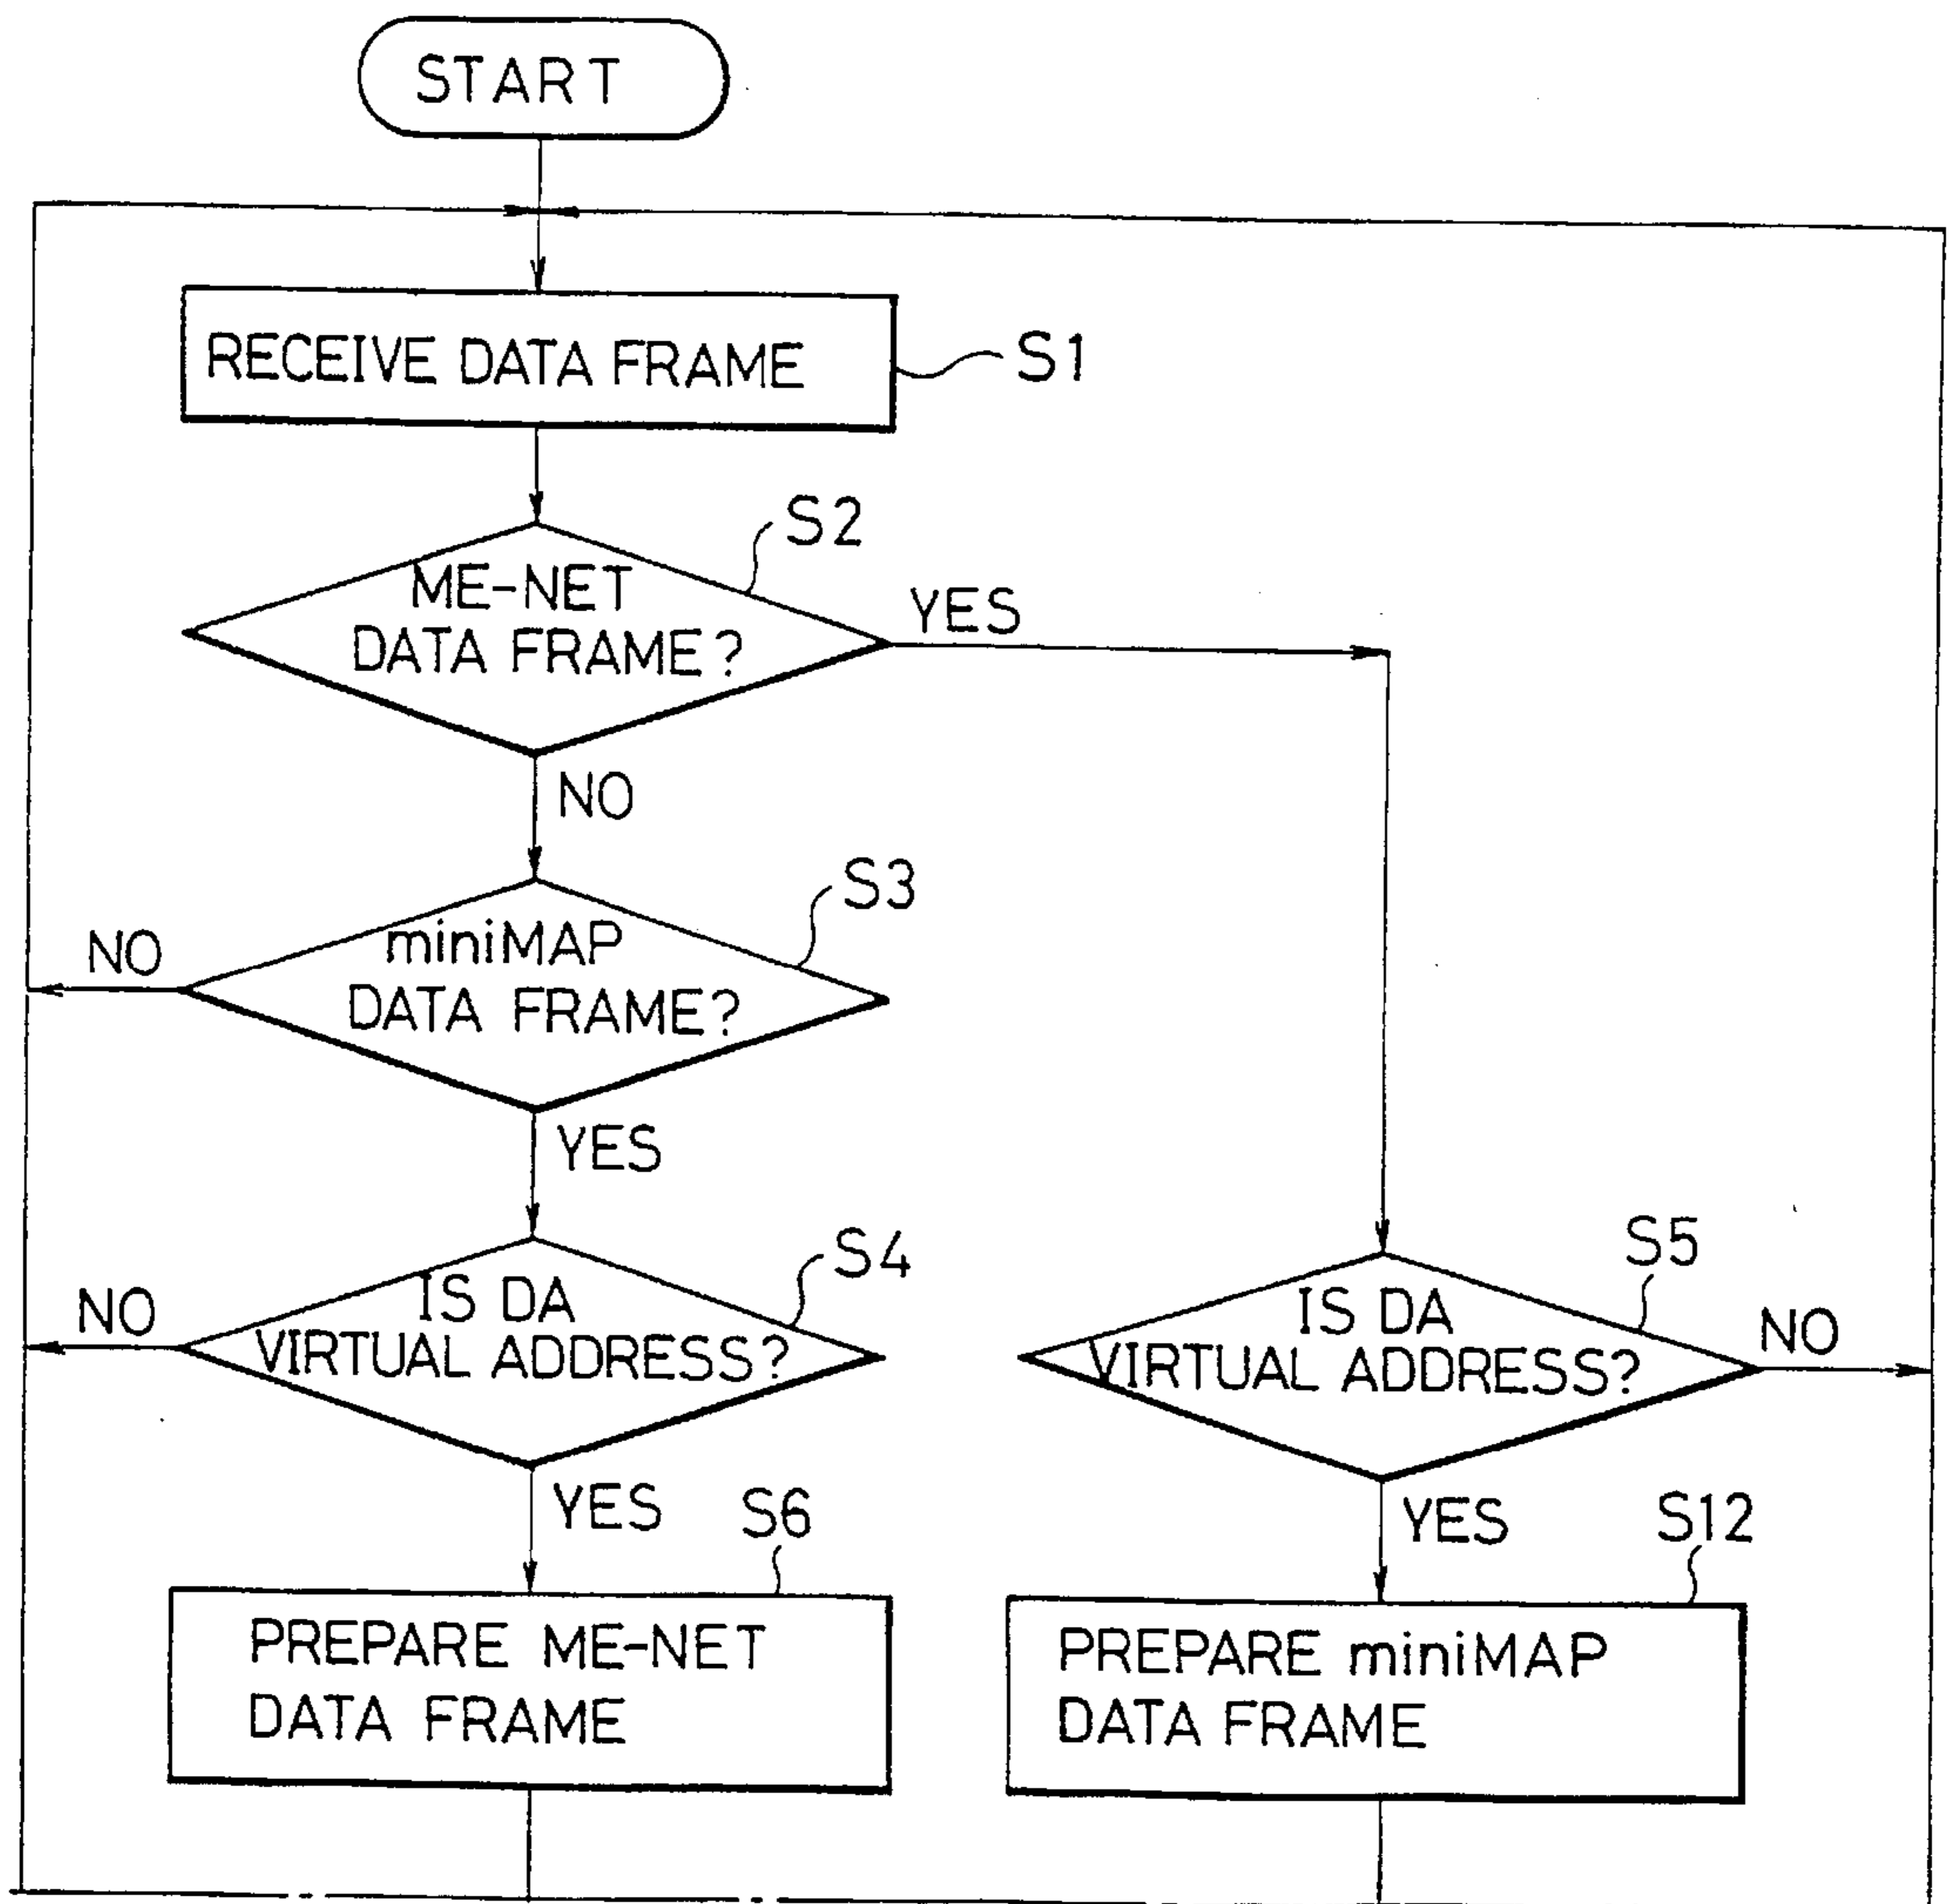 START
RECEIVE DATA FRAME
S1
S2
ME-NET
DATA FRAME?
YES
NO
S3
miniMAP
DATA FRAME?
NO
YES
S4
IS DA
VIRTUAL ADDRESS?
NO
S5
IS DA
VIRTUAL ADDRESS?
NO
YES
S6
YES
S12
PREPARE ME-NET
DATA FRAME
PREPARE miniMAP
DATA FRAME